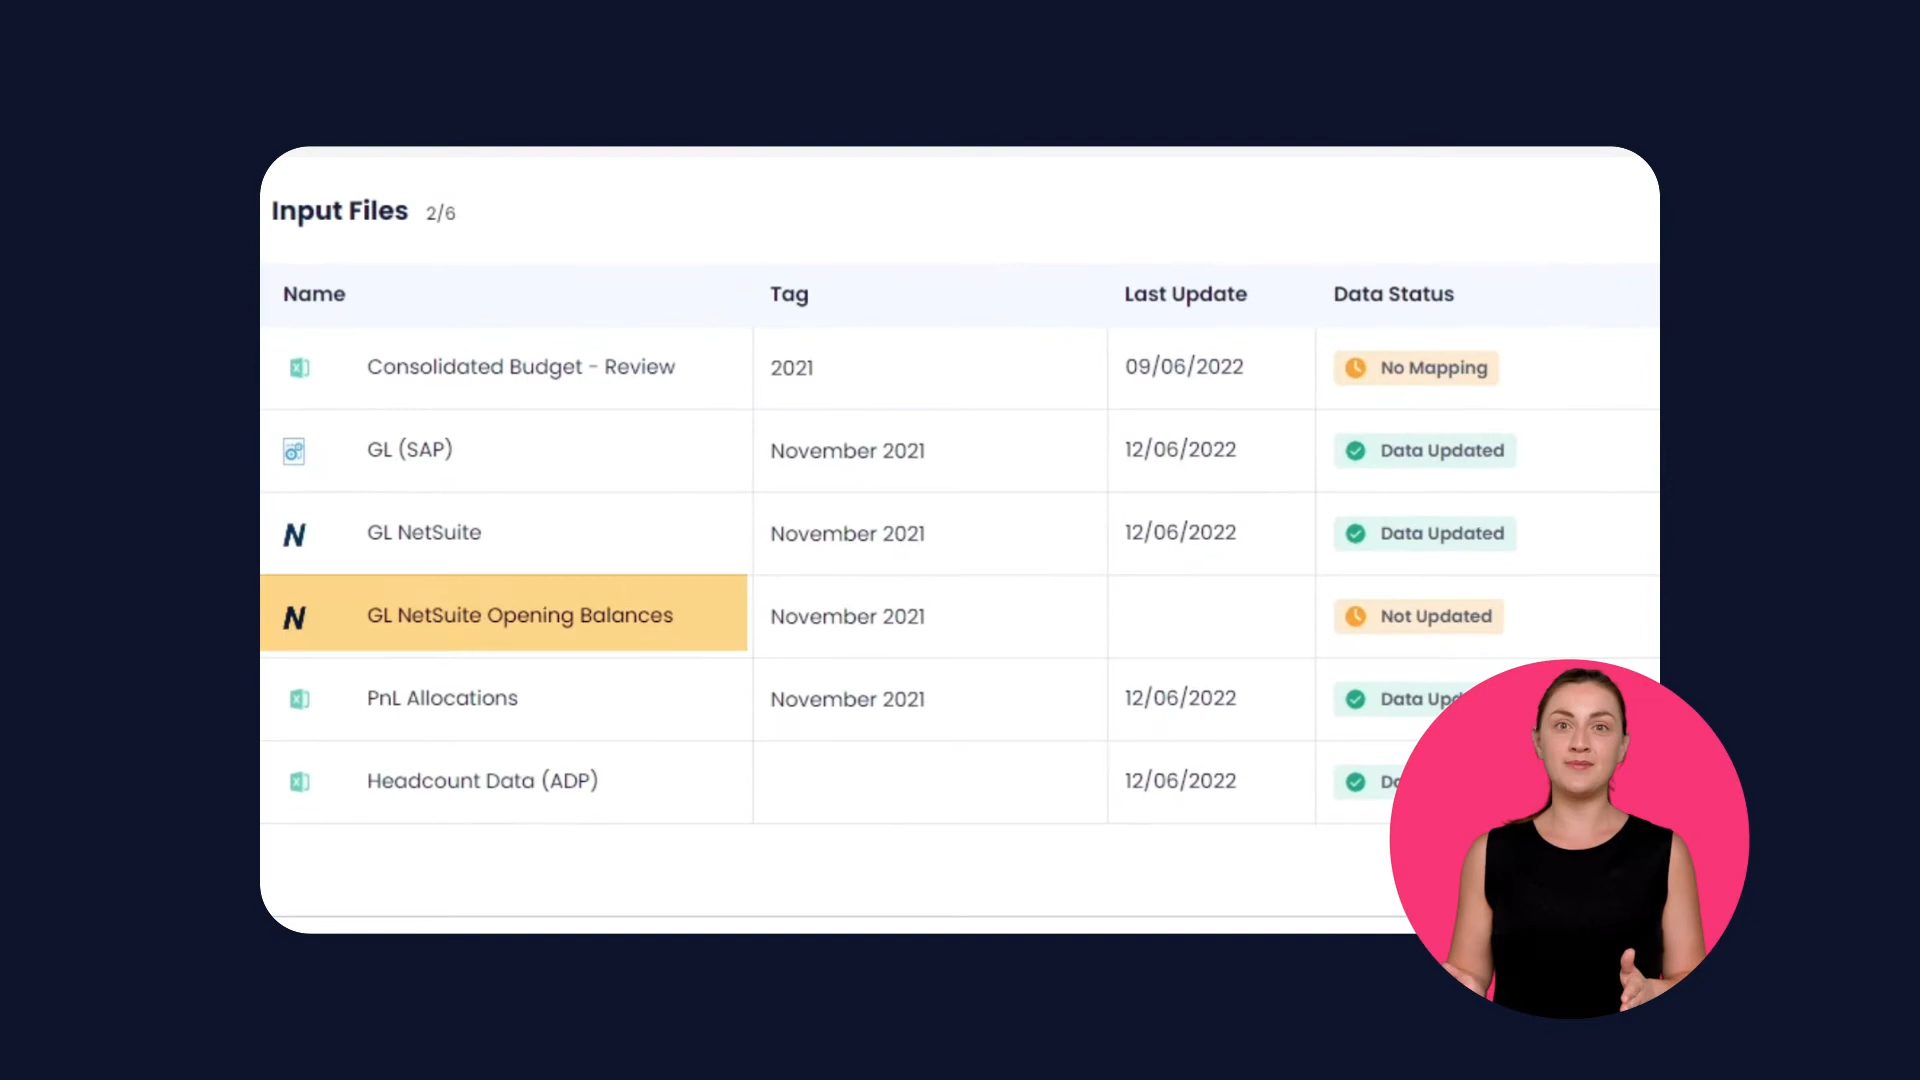 Input Files 2/6
Name Tag Last Update Data Status
Consolidated Budget - Review 2021 09/06/2022 No Mapping
GL (SAP) November 2021 12/06/2022 Data Updated
N GL NetSuite November 2021 12/06/2022 Data Updated
N GL NetSuite Opening Balances November 2021 Not Updated
PnL Allocations November 2021 12/06/2022 Data
Headcount Data (ADP) 12/06/2022